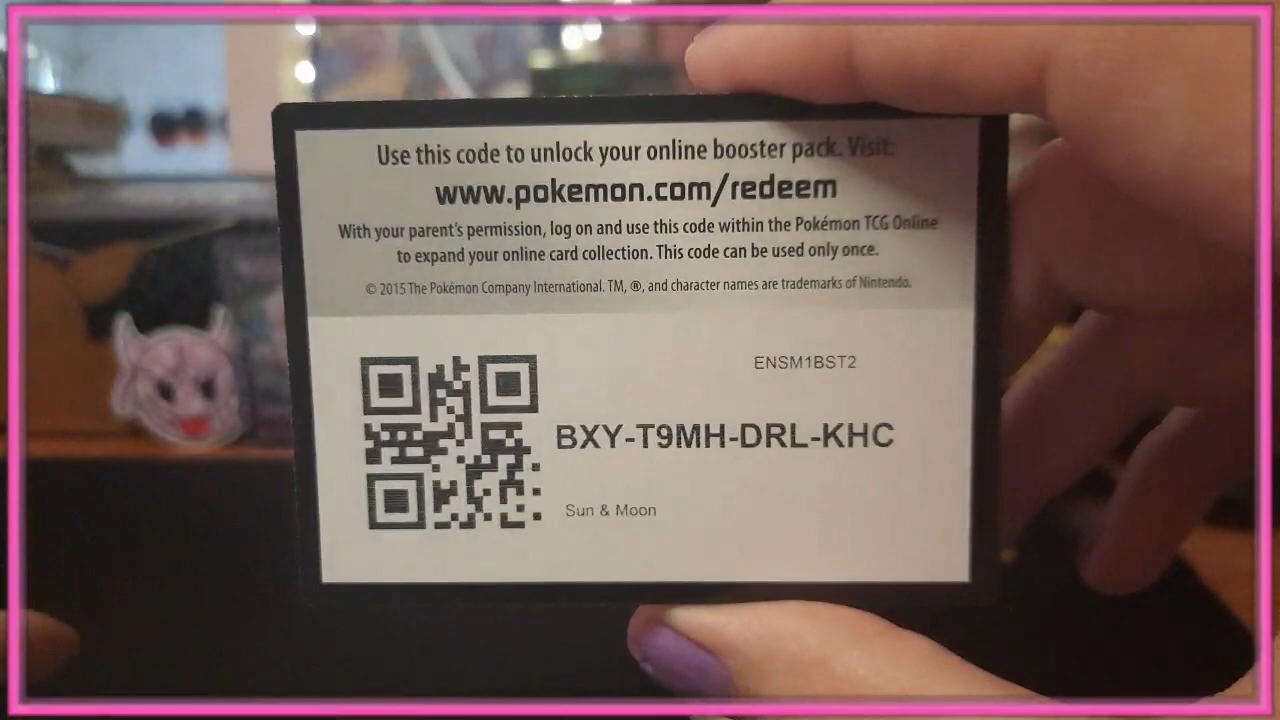 Use this code to unlock your online booster pack. Visit:
www.pokemon.com/redeem
With your parent's permission, log on and use this code within the Pokémon TCG Online
to expand your online card collection. This code can be used only once.
© 2015 The Pokémon Company International. TM, ®, and character names are trademarks of Nintendo.
ENSM1BST2
BXY-T9MH-DRL-KHC
Sun & Moon